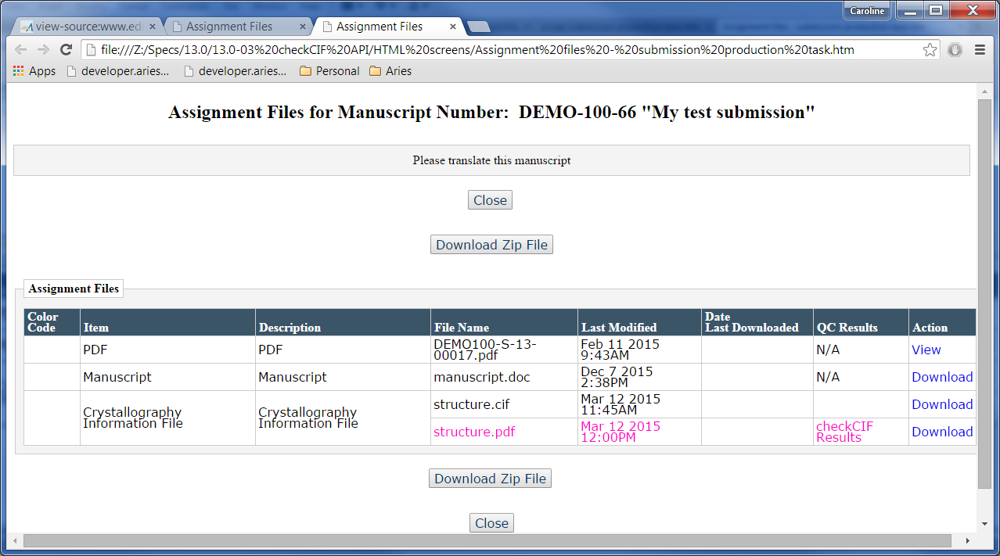 Caroline
view-source:www.edi
Assignment Files
Assignment Files
file:///Z:/Specs/13.0/13.0-03%20checkCIF%20API/HTML%20screens/Assignment%20files%20-%20submission%20production%20task.htm
Apps developer.aries... developer.aries... Personal Aries
Assignment Files for Manuscript Number: DEMO-100-66 "My test submission"
Please translate this manuscript
Close
Download Zip File
Assignment Files
Color Code Item Description File Name Last Modified Date Last Downloaded QC Results Action
PDF PDF DEMO100-S-13-00017.pdf Feb 11 2015 9:43AM N/A View
Manuscript Manuscript manuscript.doc Dec 7 2015 2:38PM N/A Download
Crystallography Information File Crystallography Information File structure.cif Mar 12 2015 11:45AM Download
structure.pdf Mar 12 2015 12:00PM checkCIF Results Download
Download Zip File
Close